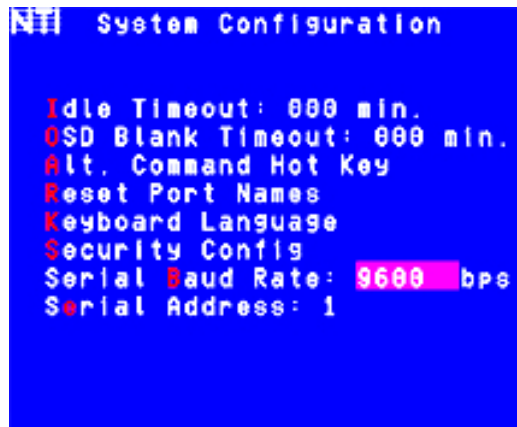 NTI System Configuration
Idle Timeout: 000 min.
OSD Blank Timeout: 000 min.
Alt. Command Hot Key
Reset Port Names
Keyboard Language
Security Config
Serial Baud Rate: 9600 bps
Serial Address: 1